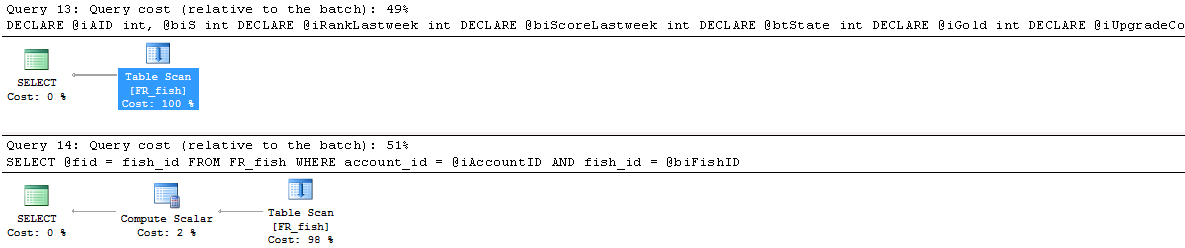 Query 13: Query cost (relative to the batch): 49%
DECLARE @iAID int, @biS int DECLARE @iRankLastweek int DECLARE @biScoreLastweek int DECLARE @btState int DECLARE @iGold int DECLARE @iUpgradeCo
Table Scan
SELECT
[FR_fish]
Cost: 0 %
Cost: 100 %
Query 14: Query cost (relative to the batch): 51%
SELECT @fid = fish_id FROM FR_fish WHERE account_id = @iAccountID AND fish_id = @biFishID
SELECT
Cost: 0 %
Compute Scalar
Cost: 2 %
Table Scan
[FR_fish]
Cost: 98 %